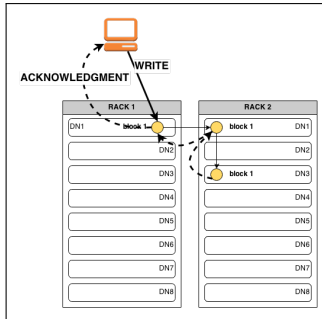 WRITE
ACKNOWLEDGMENT
RACK 1
RACK 2
DN1 block 1
block 1 DN1
DN2
DN2
DN3
block 1 DN3
DN4
DN4
DN5
DN5
DN6
DN6
DN7
DN7
DN8
DN8